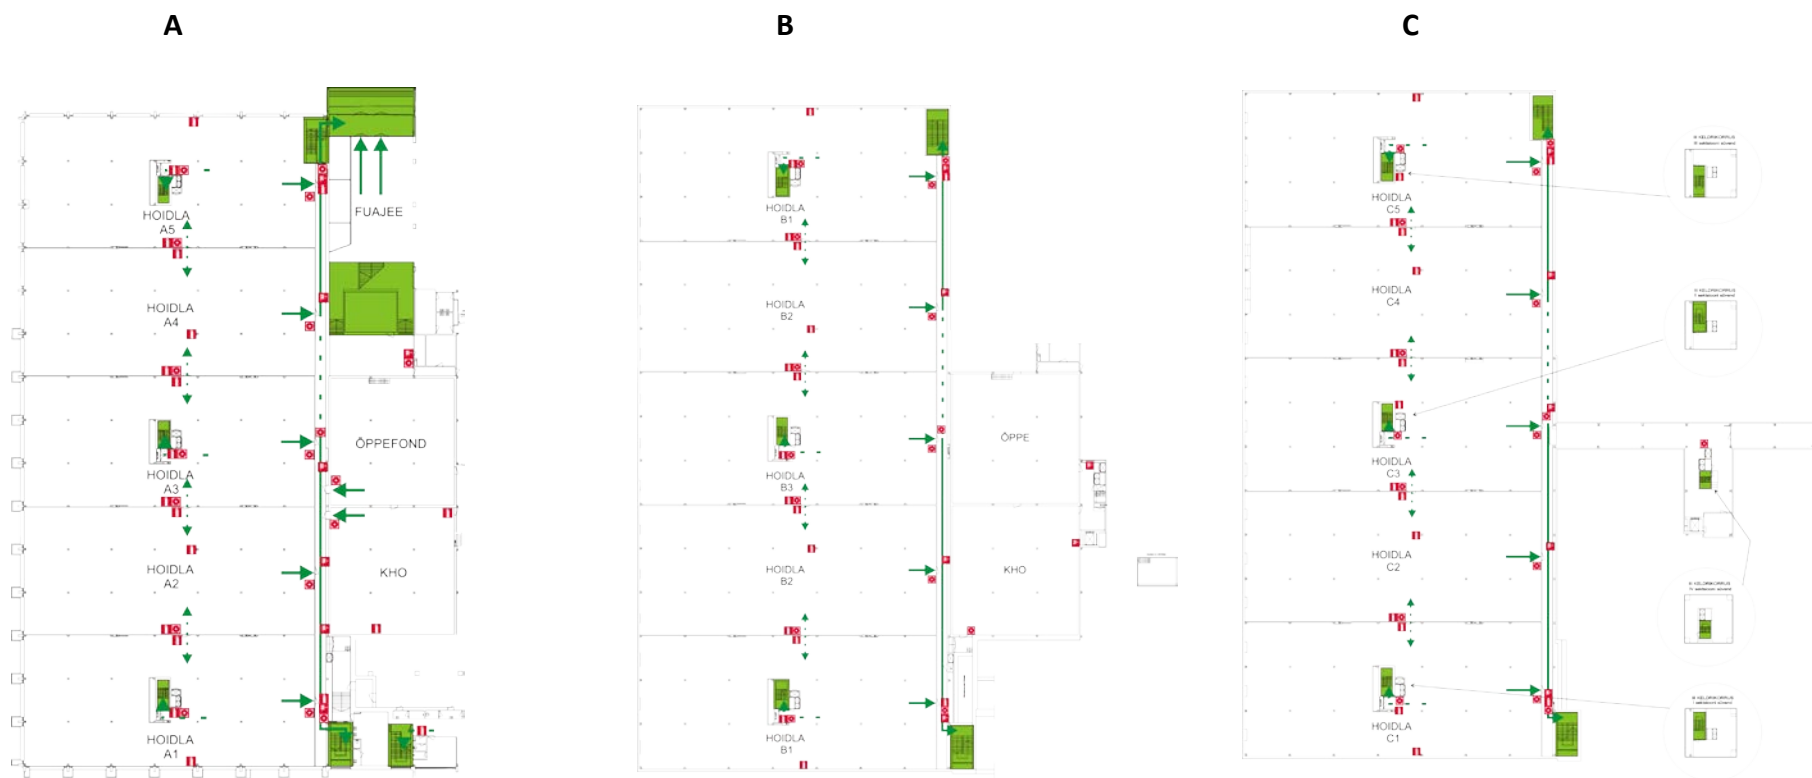 A
B
C
FUAJEE
HOIDLA
A5
HOIDLA
A4
ÕPPEFOND
HOIDLA
A3
HOIDLA
A2
KHO
HOIDLA
A1
HOIDLA
B1
HOIDLA
B2
ÕPPE
HOIDLA
B3
HOIDLA
B2
KHO
HOIDLA
B1
HOIDLA
C5
HOIDLA
C4
HOIDLA
C3
HOIDLA
C2
HOIDLA
C1